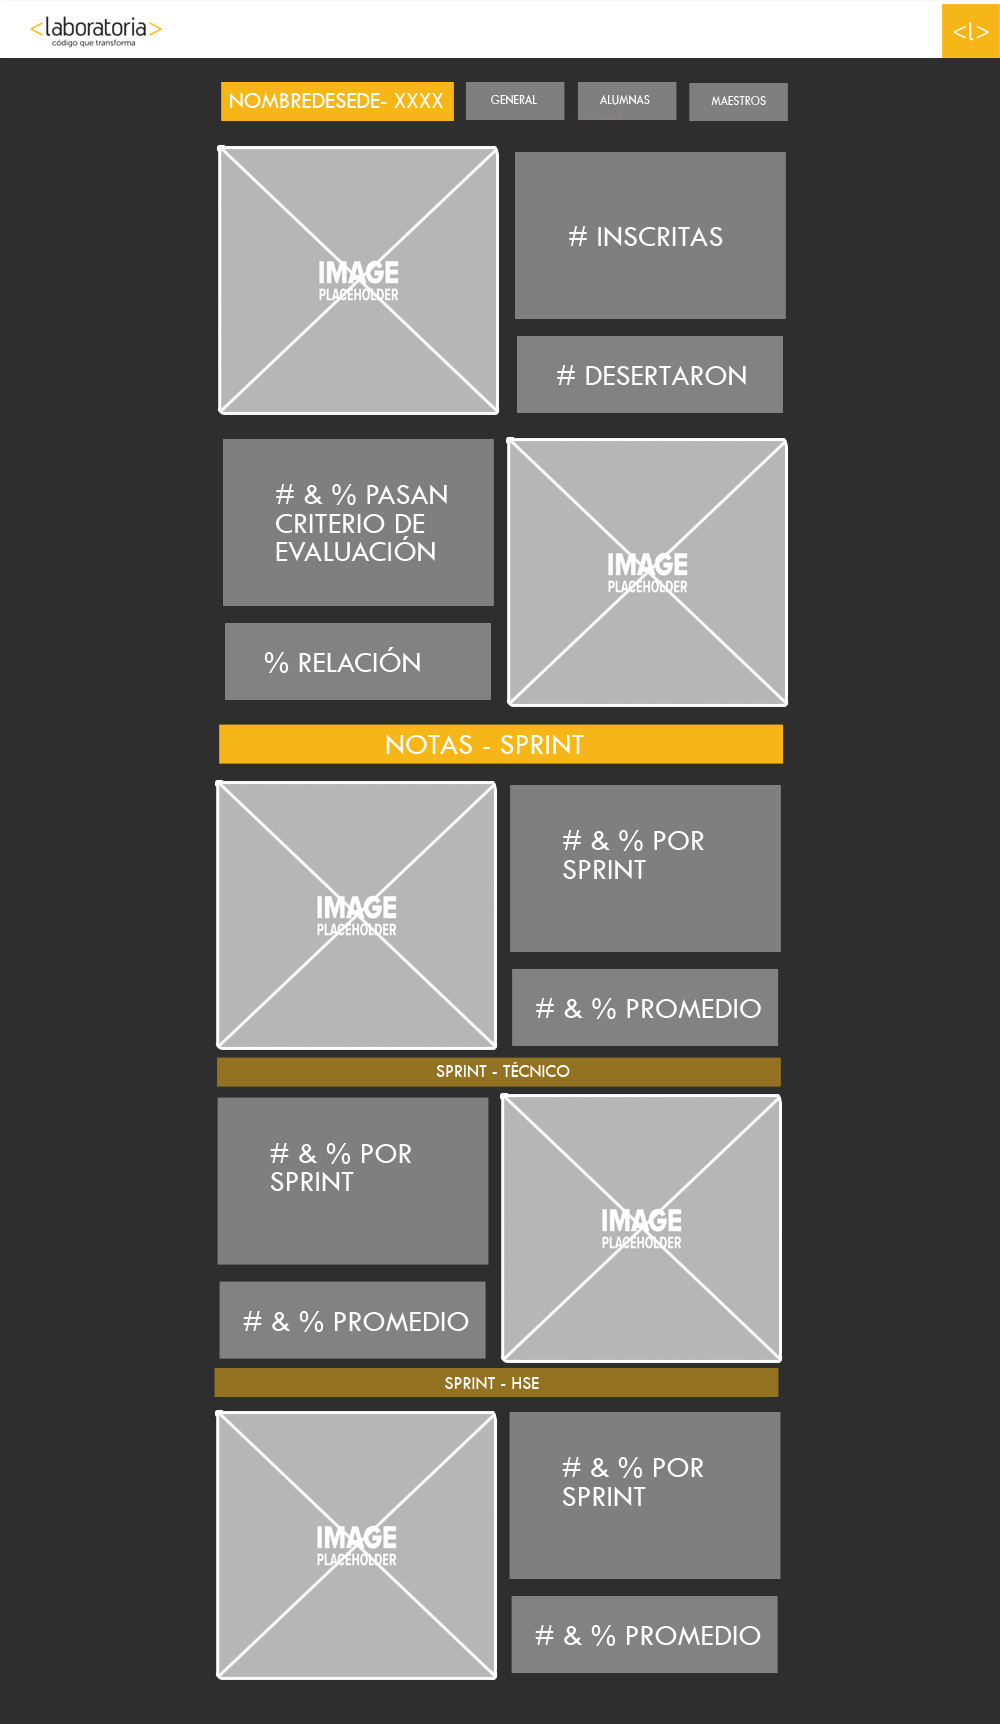 <laboratoria>
código que transforma
<l>
NOMBREDESEDE- XXXX
GENERAL
ALUMNAS
MAESTROS
IMAGE
PLACEHOLDER
# INSCRITAS
# DESERTARON
# & % PASAN
CRITERIO DE
EVALUACIÓN
% RELACIÓN
IMAGE
PLACEHOLDER
NOTAS - SPRINT
IMAGE
PLACEHOLDER
# & % POR
SPRINT
# & % PROMEDIO
SPRINT - TÉCNICO
# & % POR
SPRINT
# & % PROMEDIO
IMAGE
PLACEHOLDER
SPRINT - HSE
IMAGE
PLACEHOLDER
# & % POR
SPRINT
# & % PROMEDIO